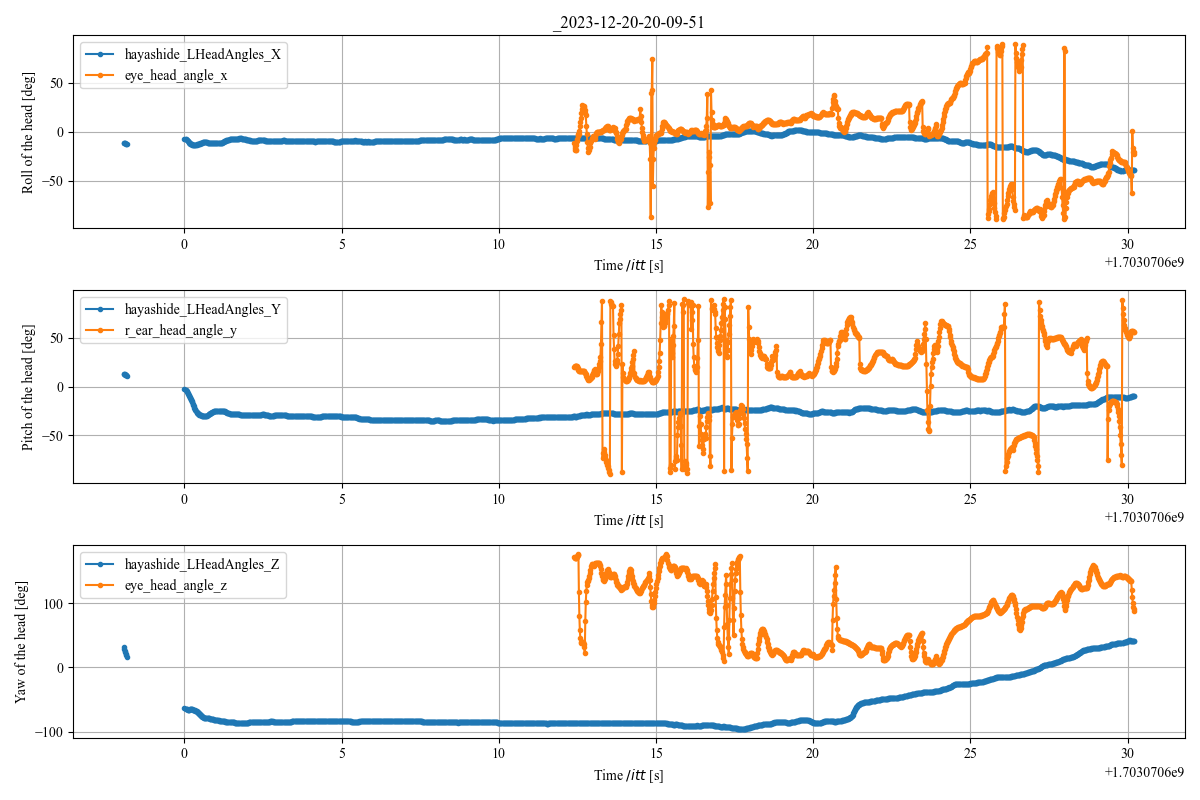 _2023-12-20-20-09-51
hayashide_LHeadAngles_X
eye_head_angle_x
Roll of the head [deg]
50
0
−50
0 5 10 15 20 25 30
+1.7030706e9
Time /itt [s]
hayashide_LHeadAngles_Y
r_ear_head_angle_y
Pitch of the head [deg]
50
0
−50
0 5 10 15 20 25 30
+1.7030706e9
Time /itt [s]
hayashide_LHeadAngles_Z
eye_head_angle_z
Yaw of the head [deg]
100
0
−100
0 5 10 15 20 25 30
+1.7030706e9
Time /itt [s]